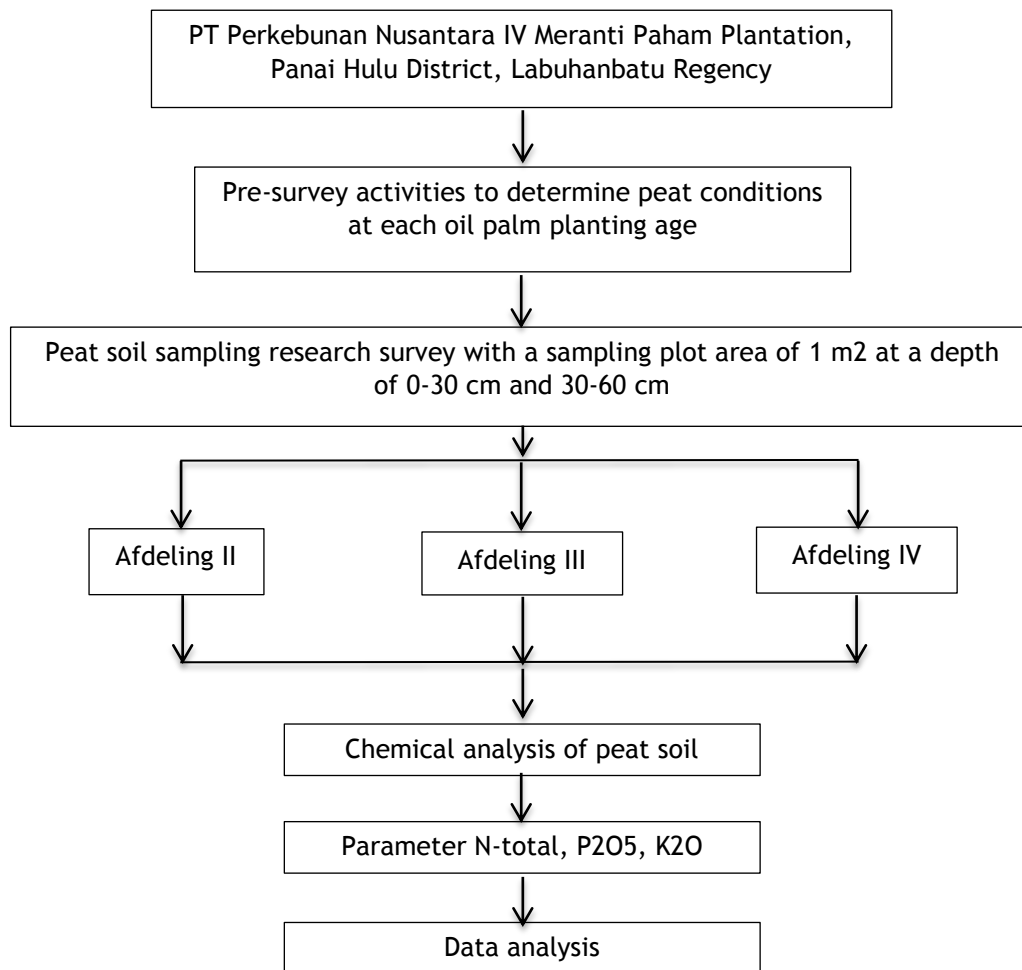 PT Perkebunan Nusantara IV Meranti Paham Plantation,
Panai Hulu District, Labuhanbatu Regency
Pre-survey activities to determine peat conditions
at each oil palm planting age
Peat soil sampling research survey with a sampling plot area of 1 m2 at a depth
of 0-30 cm and 30-60 cm
Afdeling II
Afdeling III
Afdeling IV
Chemical analysis of peat soil
Parameter N-total, P2O5, K2O
Data analysis